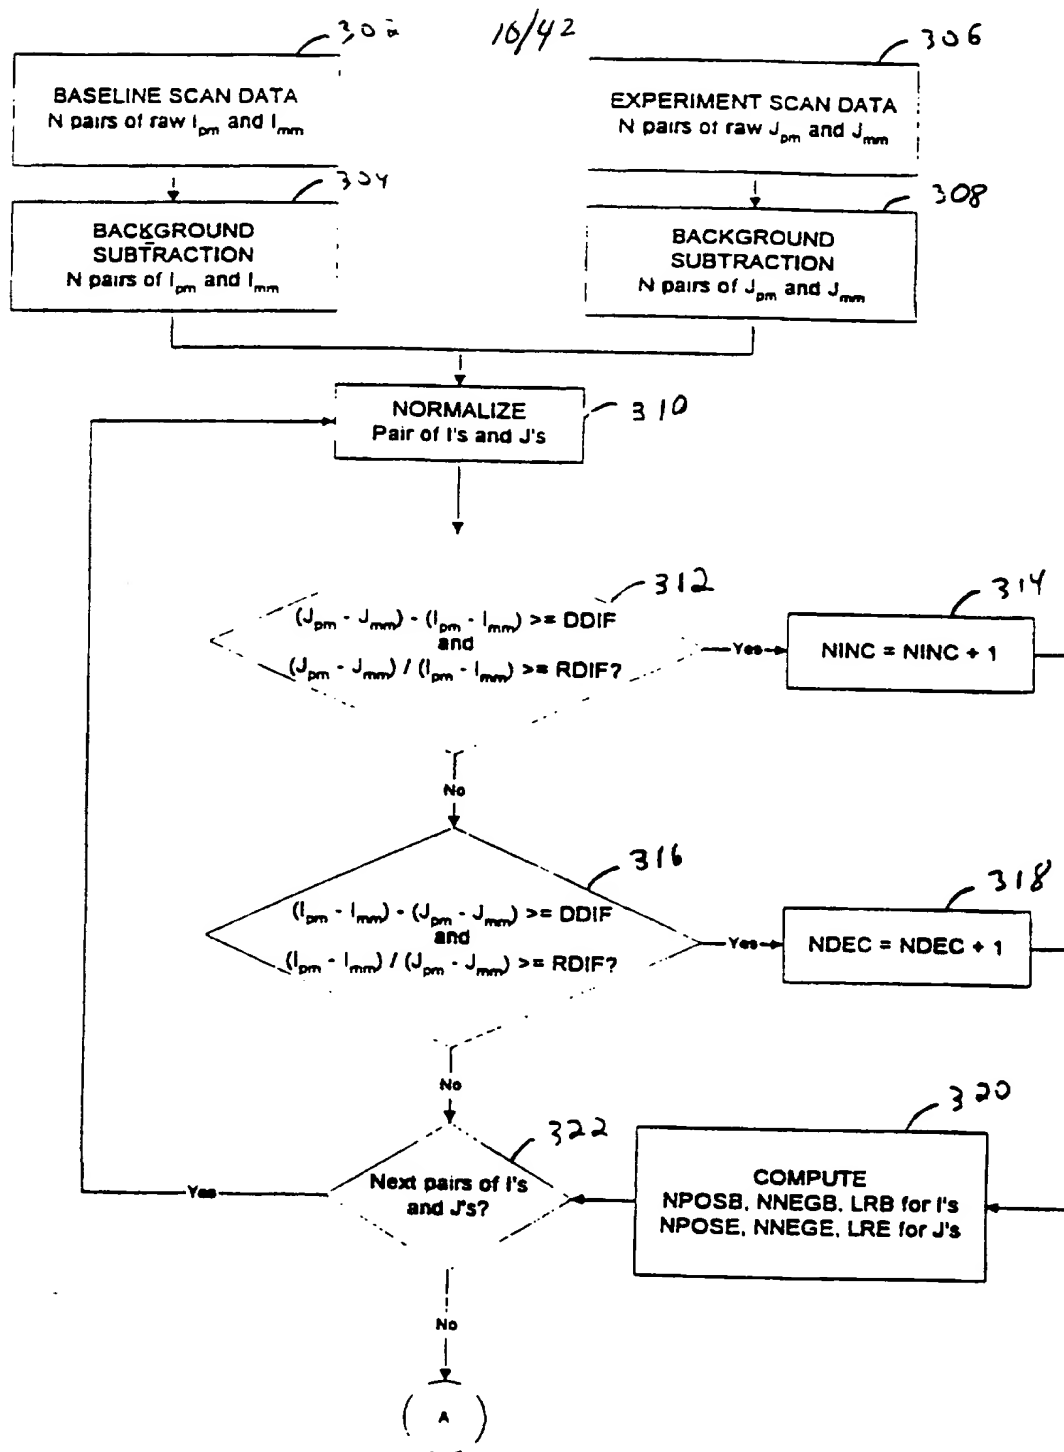 302
10/42
306
BASELINE SCAN DATA
N pairs of raw Ipm and Imm
EXPERIMENT SCAN DATA
N pairs of raw Jpm and Jmm
304
308
BACKGROUND
SUBTRACTION
N pairs of Ipm and Imm
BACKGROUND
SUBTRACTION
N pairs of Jpm and Jmm
NORMALIZE
Pair of I's and J's
310
312
(Jpm - Jmm) - (Ipm - Imm) >= DDIF
and
(Jpm - Jmm) / (Ipm - Imm) >= RDIF?
Yes
314
NINC = NINC + 1
No
316
(Ipm - Imm) - (Jpm - Jmm) >= DDIF
and
(Ipm - Imm) / (Jpm - Jmm) >= RDIF?
Yes
318
NDEC = NDEC + 1
No
322
Next pairs of I's
and J's?
Yes
320
COMPUTE
NPOSB, NNEGB, LRB for I's
NPOSE, NNEGE, LRE for J's
No
A